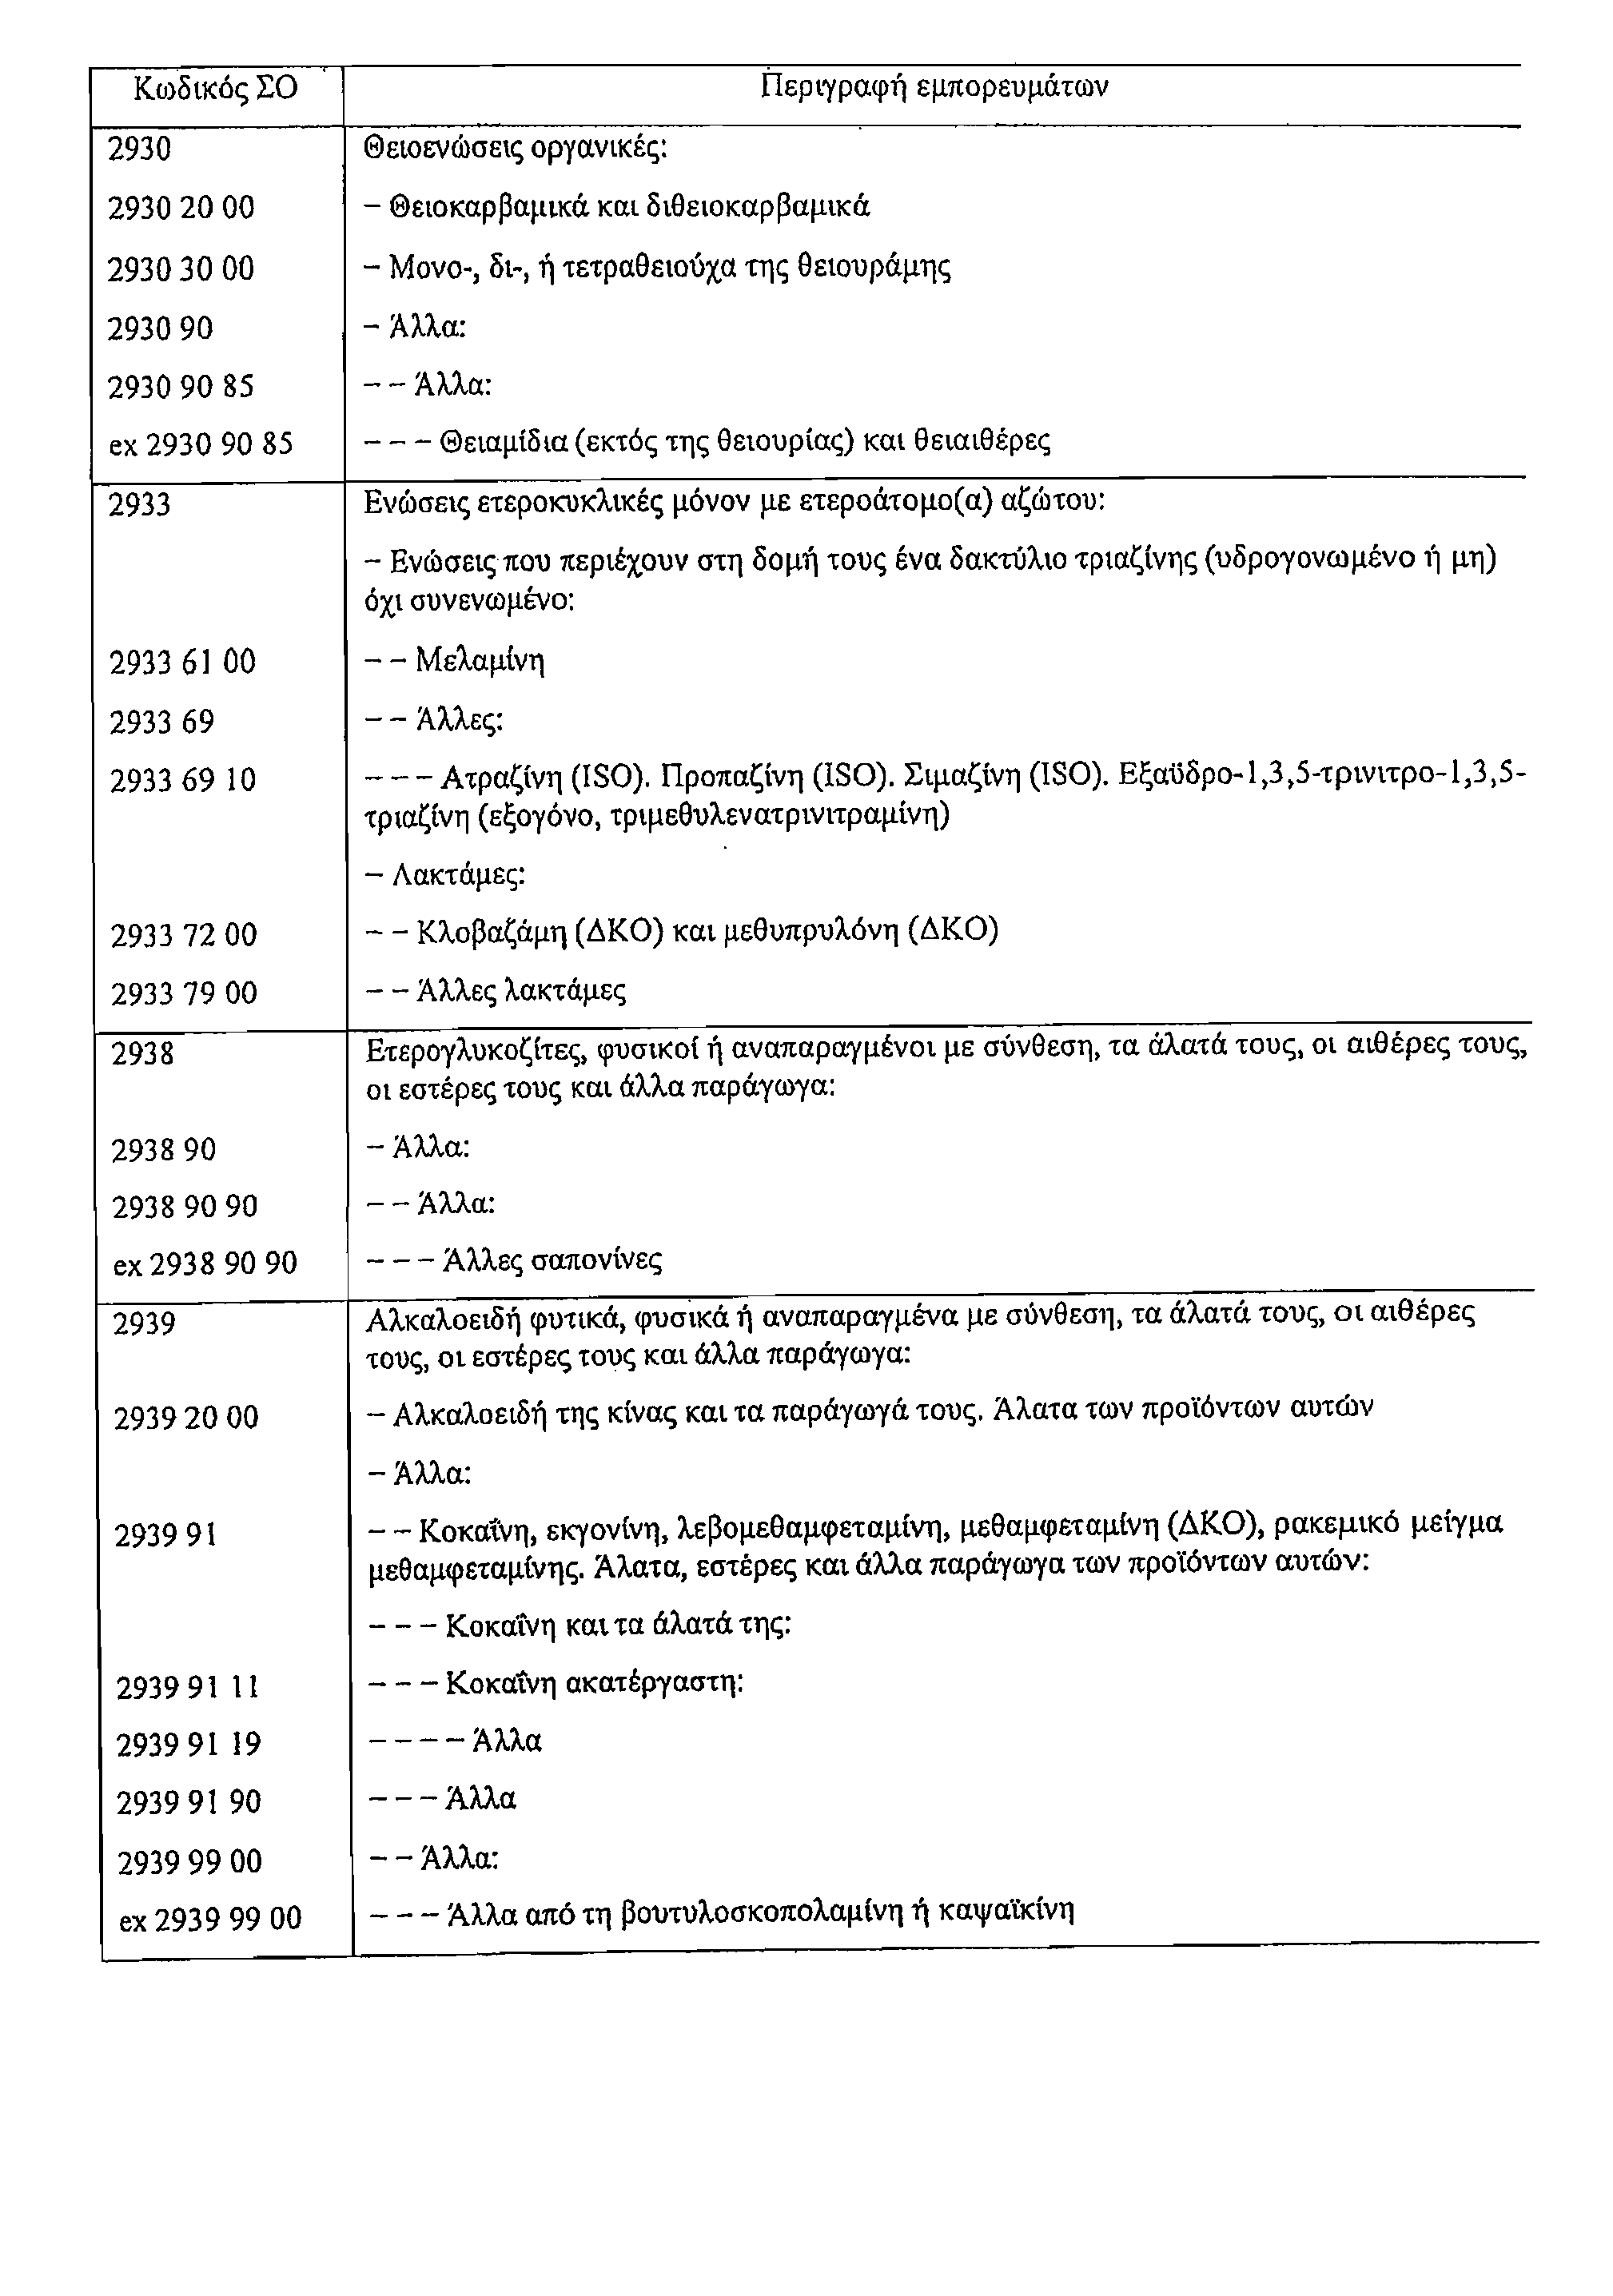 Κωδικός ΣΟ Περιγραφή εμπορευμάτων
2930 Θειοενώσεις οργανικές:
2930 20 00 – Θειοκαρβαμικά και διθειοκαρβαμικά
2930 30 00 – Μονο-, δι-, ή τετραθειούχα της θειουράμης
2930 90 – Άλλα:
2930 90 85 – – Άλλα:
ex 2930 90 85 – – – Θειαμίδια (εκτός της θειουρίας) και θειαιθέρες
2933 Ενώσεις ετεροκυκλικές μόνον με ετεροάτομο(α) αζώτου:
– Ενώσεις που περιέχουν στη δομή τους ένα δακτύλιο τριαζίνης (υδρογονωμένο ή μη)
όχι συνενωμένο:
2933 61 00 – – Μελαμίνη
2933 69 – – Άλλες:
2933 69 10 – – – Ατραζίνη (ISO). Προπαζίνη (ISO). Σιμαζίνη (ISO). Εξαϋδρο-1,3,5-τρινιτρο-1,3,5-
τριαζίνη (εξογόνο, τριμεθυλενατρινιτραμίνη)
– Λακτάμες:
2933 72 00 – – Κλοβαζάμη (ΔΚΟ) και μεθυπρυλόνη (ΔΚΟ)
2933 79 00 – – Άλλες λακτάμες
2938 Ετερογλυκοζίτες, φυσικοί ή αναπαραγμένοι με σύνθεση, τα άλατά τους, οι αιθέρες τους,
οι εστέρες τους και άλλα παράγωγα:
2938 90 – Άλλα:
2938 90 90 – – Άλλα:
ex 2938 90 90 – – – Άλλες σαπονίνες
2939 Αλκαλοειδή φυτικά, φυσικά ή αναπαραγμένα με σύνθεση, τα άλατά τους, οι αιθέρες
τους, οι εστέρες τους και άλλα παράγωγα:
2939 20 00 – Αλκαλοειδή της κίνας και τα παράγωγά τους. Άλατα των προϊόντων αυτών
– Άλλα:
2939 91 – – Κοκαΐνη, εκγονίνη, λεβομεθαμφεταμίνη, μεθαμφεταμίνη (ΔΚΟ), ρακεμικό μείγμα
μεθαμφεταμίνης. Άλατα, εστέρες και άλλα παράγωγα των προϊόντων αυτών:
– – – Κοκαΐνη και τα άλατά της:
2939 91 11 – – – Κοκαΐνη ακατέργαστη:
2939 91 19 – – – – Άλλα
2939 91 90 – – – Άλλα
2939 99 00 – – Άλλα:
ex 2939 99 00 – – – Άλλα από τη βουτυλοσκοπολαμίνη ή καψαϊκίνη